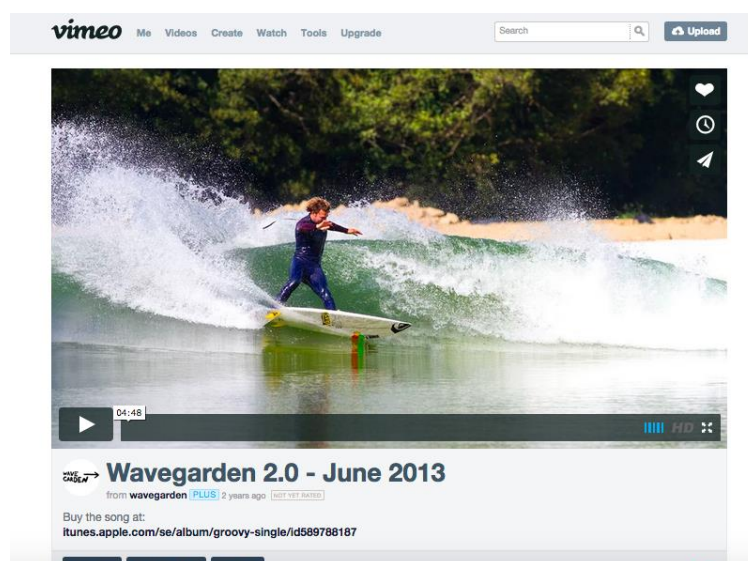 vimeo Me Videos Create Watch Tools Upgrade Search Upload
04:48
HD
WAVE GARDEN
Wavegarden 2.0 - June 2013
from wavegarden PLUS 2 years ago NOT YET RATED
Buy the song at:
itunes.apple.com/se/album/groovy-single/id589788187